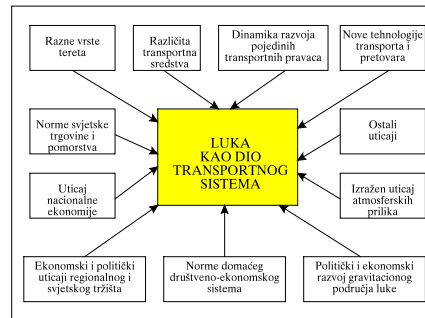 Razne vrste
tereta
Različita
transportna
sredstva
Dinamika razvoja
pojedinih
transportnih pravaca
Nove tehnologije
transporta i
pretovara
Norme svjetske
trgovine i
pomorstva
LUKA
KAO DIO
TRANSPORTNOG
SISTEMA
Ostali
uticaji
Uticaj
nacionalne
ekonomije
Izražen uticaj
atmosferskih
prilika
Ekonomski i politički
uticaji regionalnog i
svjetskog tržišta
Norme domaćeg
društveno-ekonomskog
sistema
Politički i ekonomski
razvoj gravitacionog
područja luke